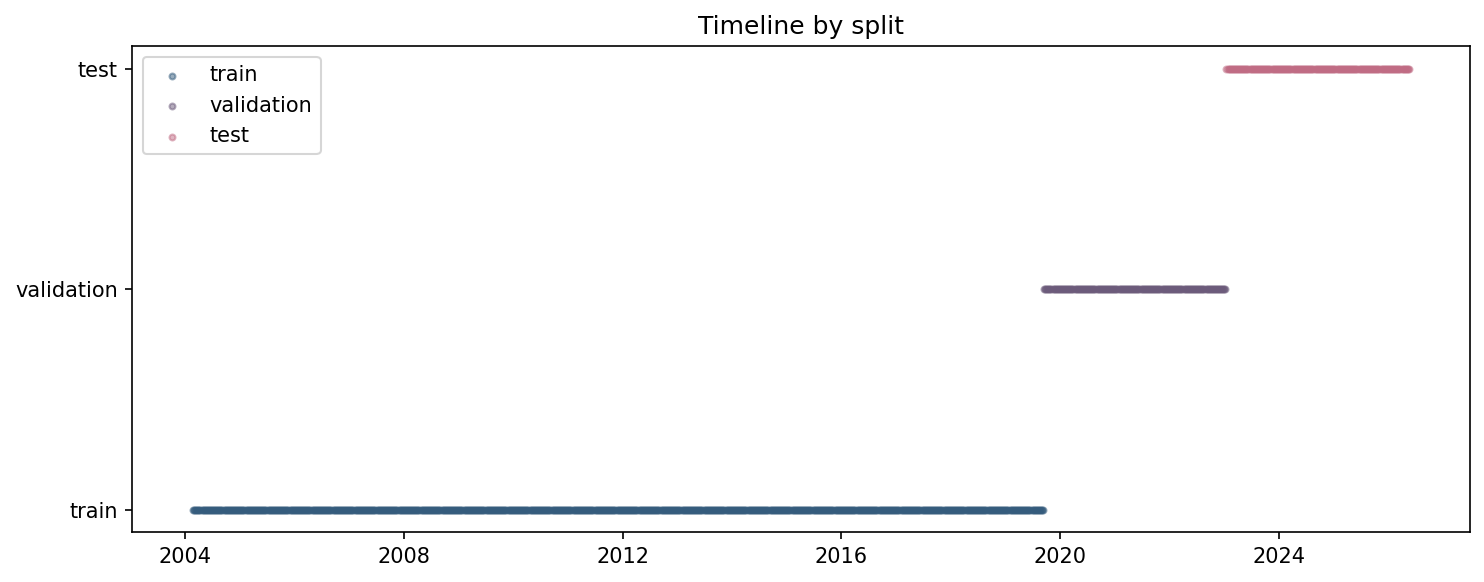 Timeline by split
test
validation
train
train
validation
test
2004
2008
2012
2016
2020
2024